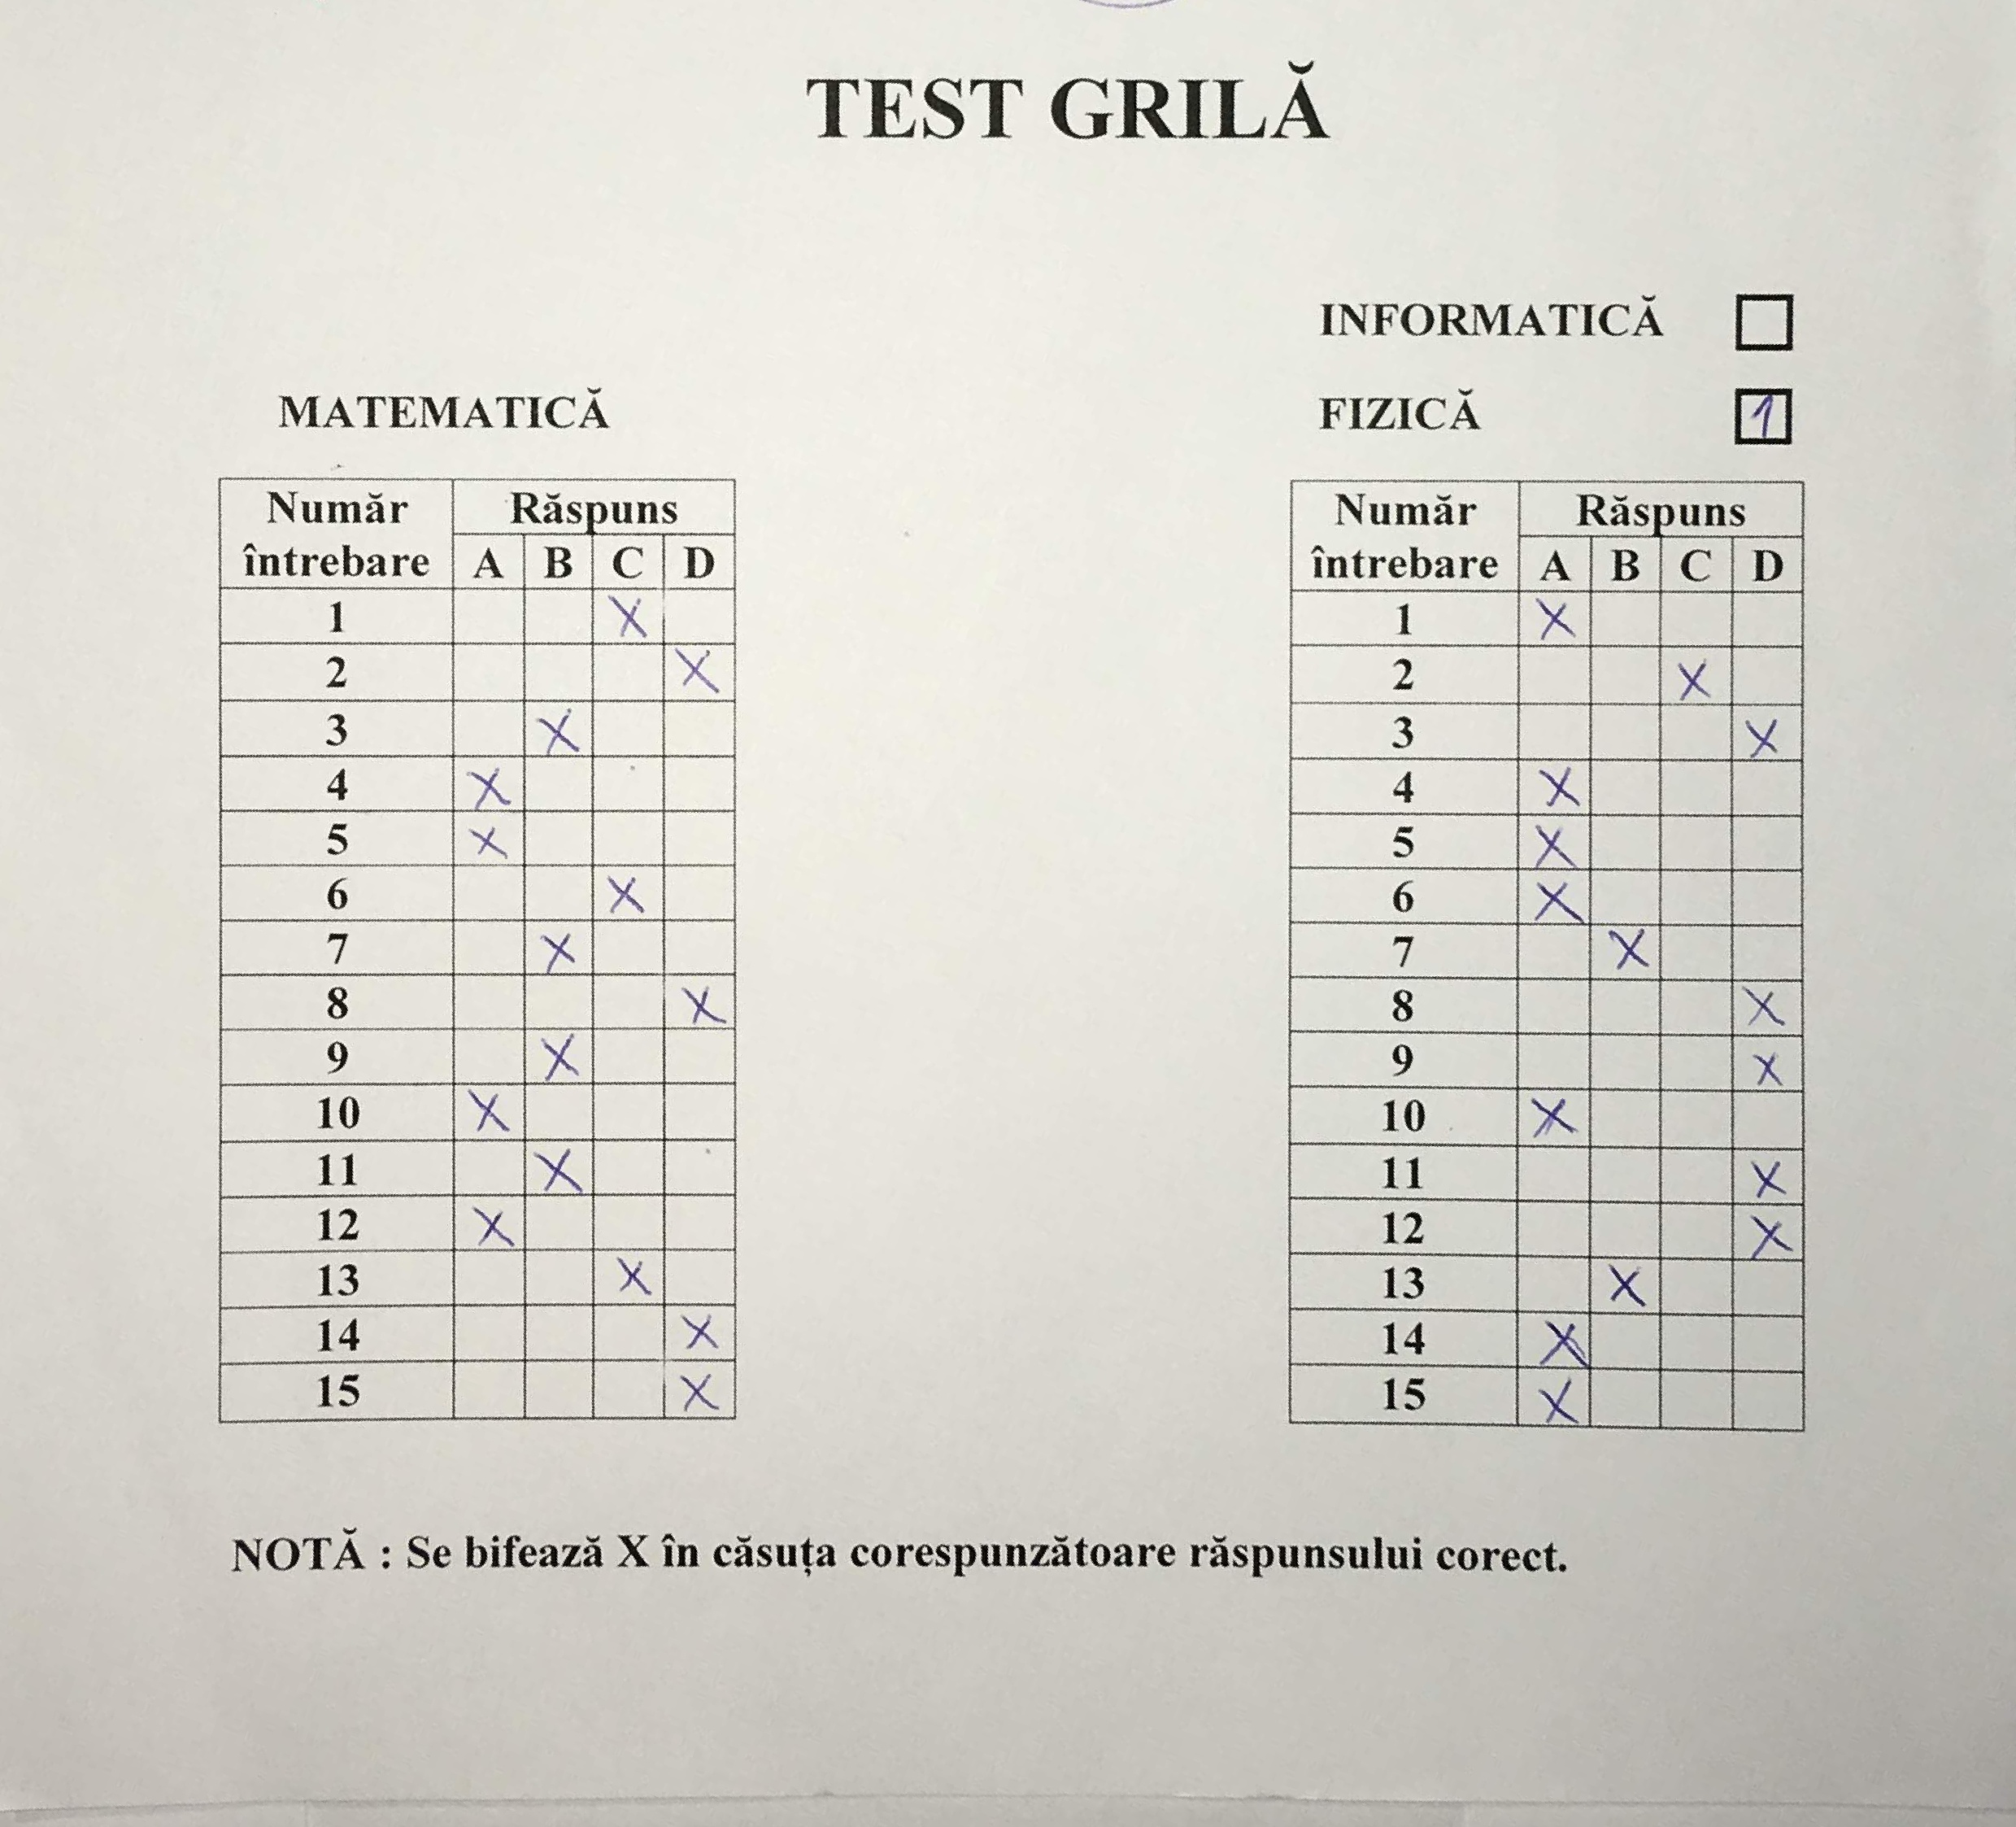 TEST GRILĂ
INFORMATICĂ
MATEMATICĂ
FIZICĂ 1
Număr Răspuns
întrebare A B C D
1 X
2 X
3 X
4 X
5 X
6 X
7 X
8 X
9 X
10 X
11 X
12 X
13 X
14 X
15 X
Număr Răspuns
întrebare A B C D
1 X
2 X
3 X
4 X
5 X
6 X
7 X
8 X
9 X
10 X
11 X
12 X
13 X
14 X
15 X
NOTĂ : Se bifează X în căsuța corespunzătoare răspunsului corect.